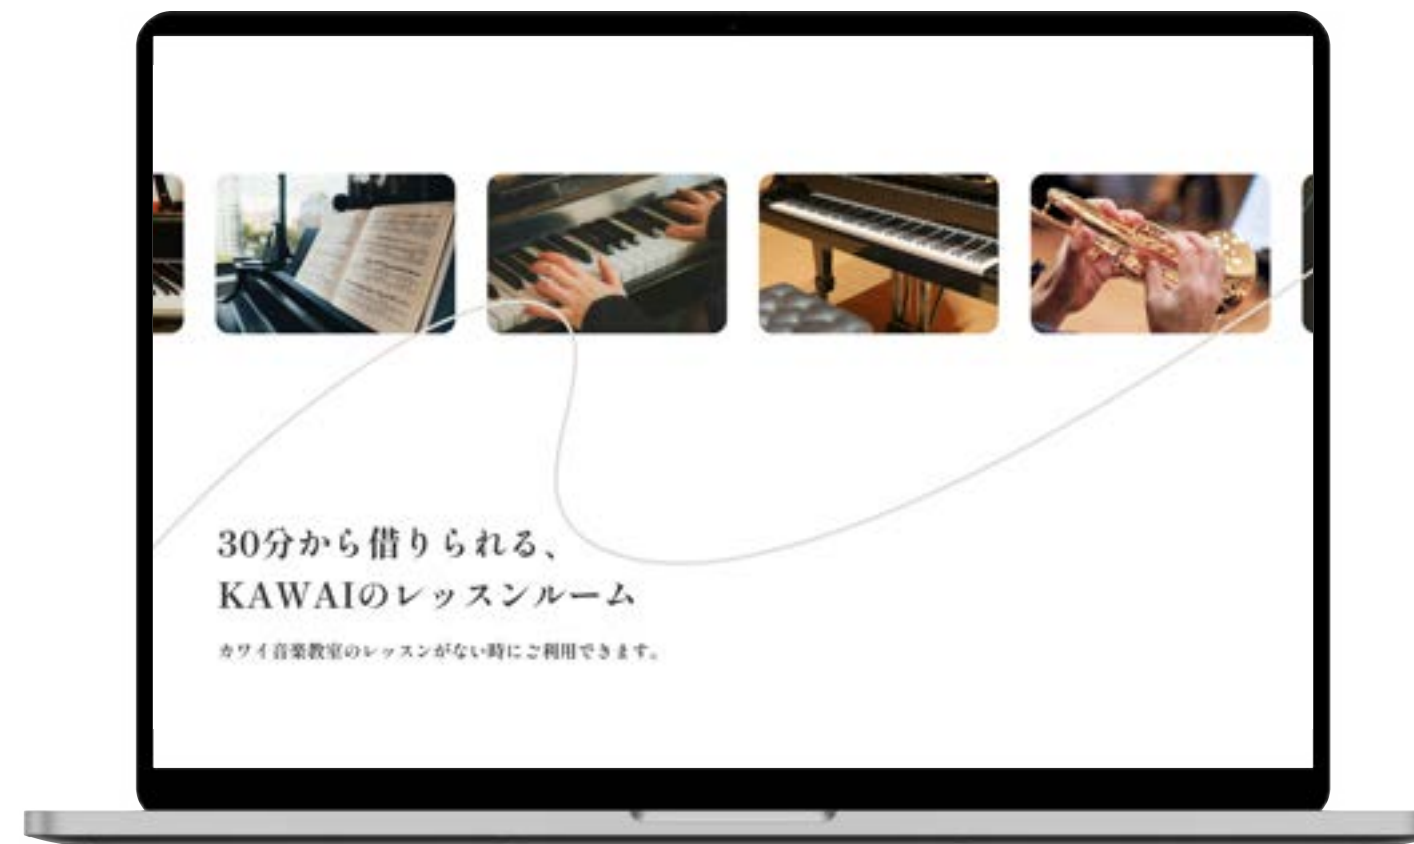 30分から借りられる、
KAWAIのレッスンルーム
カワイ音楽教室のレッスンがない時にご利用できます。